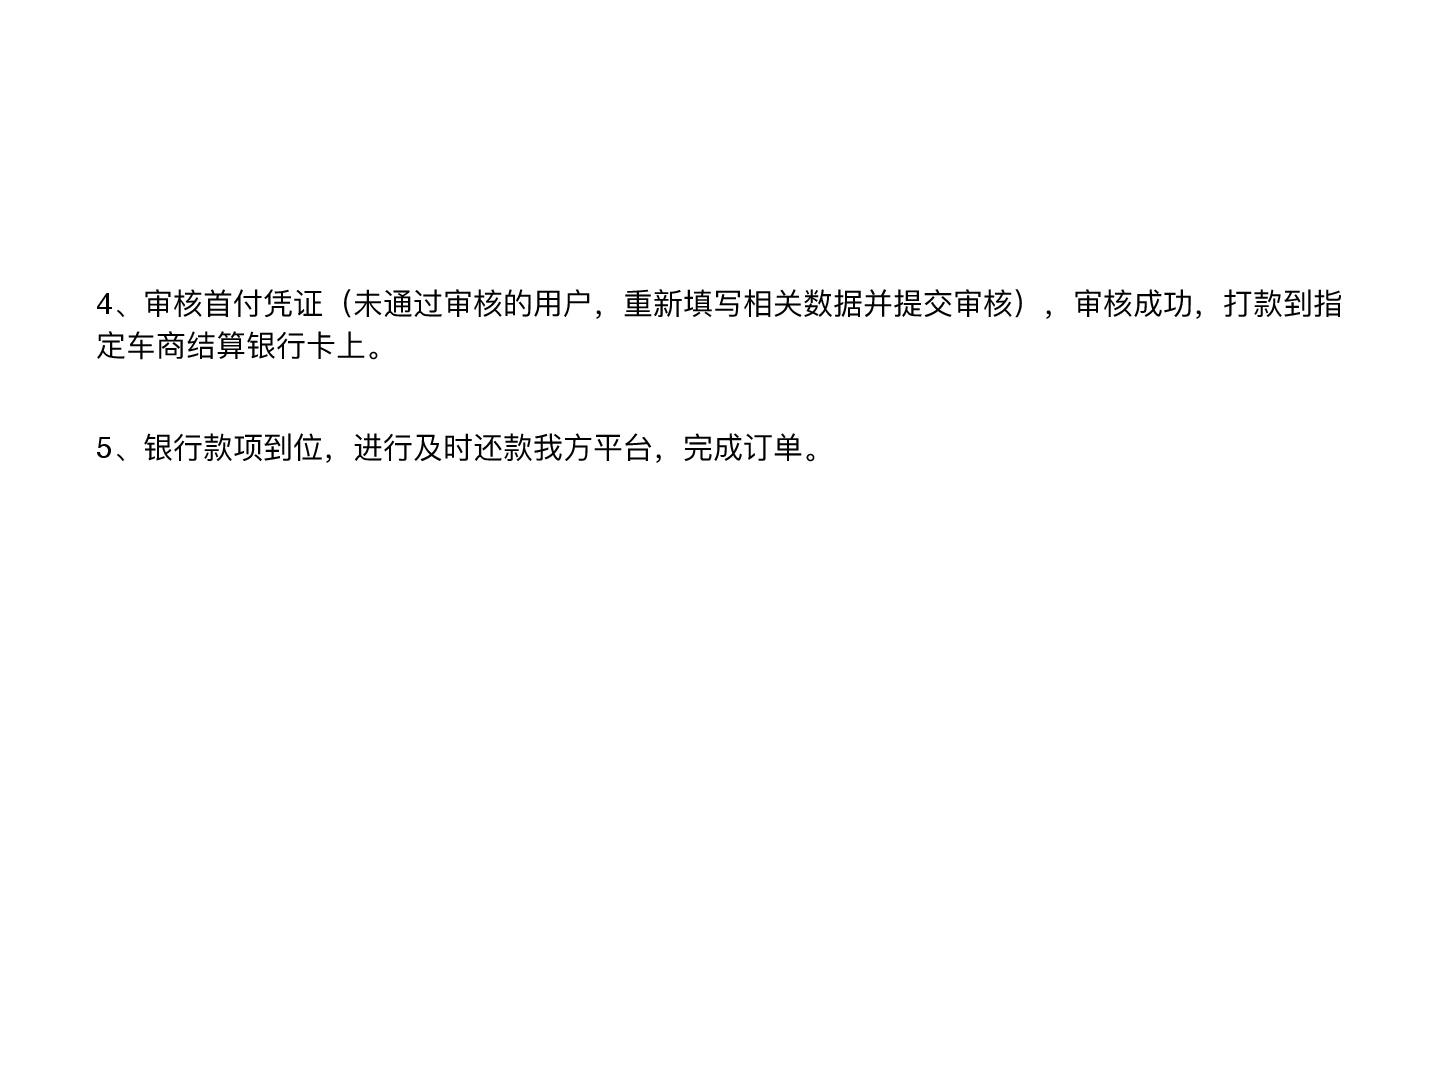 4、审核首付凭证（未通过审核的用户，重新填写相关数据并提交审核），审核成功，打款到指
定车商结算银行卡上。
5、银行款项到位，进行及时还款我方平台，完成订单。